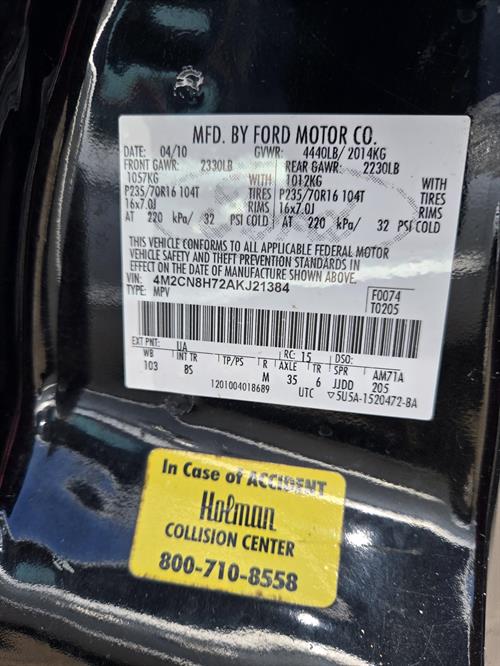 MFD. BY FORD MOTOR CO.
DATE: 04/10 GVWR: 4440LB/ 2014KG
FRONT GAWR: 2330LB REAR GAWR: 2230LB
1057KG WITH 1012KG WITH
P235/70R16 104T TIRES P235/70R16 104T TIRES
16x7.0J RIMS 16x7.0J RIMS
AT 220 kPa/ 32 PSI COLD AT 220 kPa/ 32 PSI COLD
THIS VEHICLE CONFORMS TO ALL APPLICABLE FEDERAL MOTOR
VEHICLE SAFETY AND THEFT PREVENTION STANDARDS IN
EFFECT ON THE DATE OF MANUFACTURE SHOWN ABOVE.
VIN: 4M2CN8H72AKJ21384
TYPE: MPV
F0074
T0205
EXT PNT: UA RC: 15 DSO:
WB INT TR TP/PS R AXLE TR SPR AM71A
103 BS M 35 6 JJDD 205
1201004018689 UTC ▽5U5A-1520472-BA
In Case of ACCIDENT
Holman
COLLISION CENTER
800-710-8558